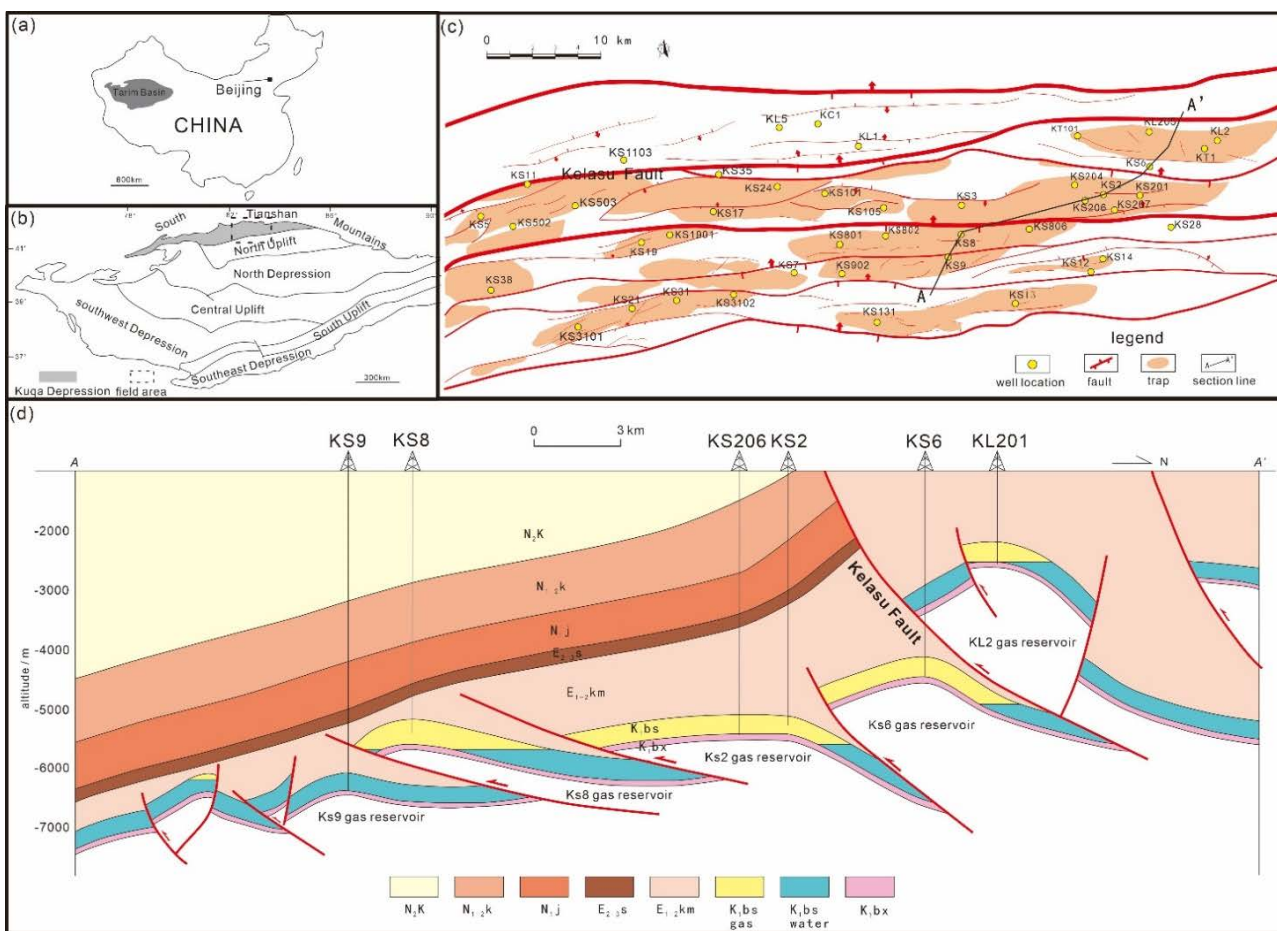 (a)
Tarim Basin
Beijing
CHINA
600km
(b)
South
Tianshan
Mountains
41°
North Uplift
North Depression
Central Uplift
southwest Depression
South Uplift
Southeast Depression
Kuqa Depression
field area
200km
(c)
0 10 km
A'
KL5
KC1
KL1
KT101
KL205
KL2
KT1
KS1103
Kelasu Fault
KS35
KS6
KS11
KS24
KS101
KS204
KS2
KS201
KS503
KS3
KS206
KS207
KS5
KS502
KS17
KS105
KS1901
KS801
KS802
KS806
KS28
KS19
KS8
KS9
KS7
KS902
KS12
KS14
KS38
KS31
KS21
KS3102
A
KS13
KS131
KS3101
legend
well location
fault
trap
section line
(d)
KS9
KS8
0 3 km
KS206
KS2
KS6
KL201
A
N
A'
-2000
-3000
-4000
-5000
-6000
-7000
altitude / m
N₂K
N₁₋₂k
N₁j
E₂₋₃s
E₁₋₂km
K₁bs
K₁bx
Kelasu Fault
KL2 gas reservoir
Ks6 gas reservoir
Ks2 gas reservoir
Ks8 gas reservoir
Ks9 gas reservoir
N₂K
N₁₋₂k
N₁j
E₂₋₃s
E₁₋₂km
K₁bs
gas
K₁bs
water
K₁bx